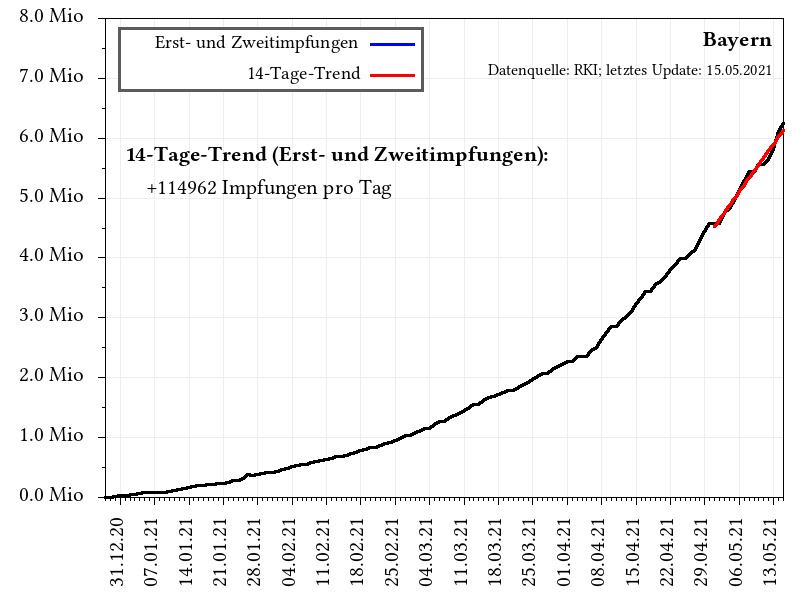 8.0 Mio
7.0 Mio
6.0 Mio
5.0 Mio
4.0 Mio
3.0 Mio
2.0 Mio
1.0 Mio
0.0 Mio
Erst- und Zweitimpfungen
14-Tage-Trend
Bayern
Datenquelle: RKI; letztes Update: 15.05.2021
14-Tage-Trend (Erst- und Zweitimpfungen):
+114962 Impfungen pro Tag
31.12.20
07.01.21
14.01.21
21.01.21
28.01.21
04.02.21
11.02.21
18.02.21
25.02.21
04.03.21
11.03.21
18.03.21
25.03.21
01.04.21
08.04.21
15.04.21
22.04.21
29.04.21
06.05.21
13.05.21